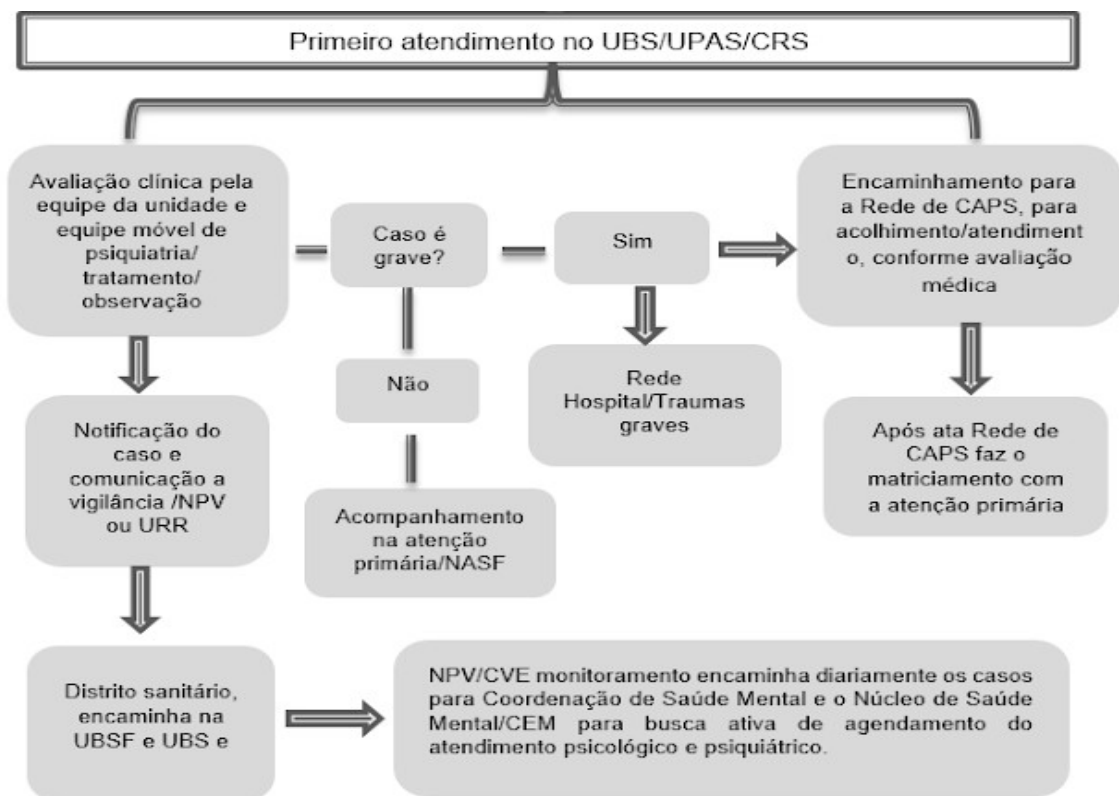 Primeiro atendimento no UBS/UPAS/CRS
Avaliação clínica pela
equipe da unidade e
equipe móvel de
psiquiatria/
tratamento/
observação
Caso é
grave?
Sim
Encaminhamento para
a Rede de CAPS, para
acolhimento/atendiment
o, conforme avaliação
médica
Não
Rede
Hospital/Traumas
graves
Notificação do
caso e
comunicação a
vigilância /NPV
ou URR
Após ata Rede de
CAPS faz o
matriciamento com
a atenção primária
Acompanhamento
na atenção
primária/NASF
Distrito sanitário,
encaminha na
UBSF e UBS e
NPV/CVE monitoramento encaminha diariamente os casos
para Coordenação de Saúde Mental e o Núcleo de Saúde
Mental/CEM para busca ativa de agendamento do
atendimento psicológico e psiquiátrico.